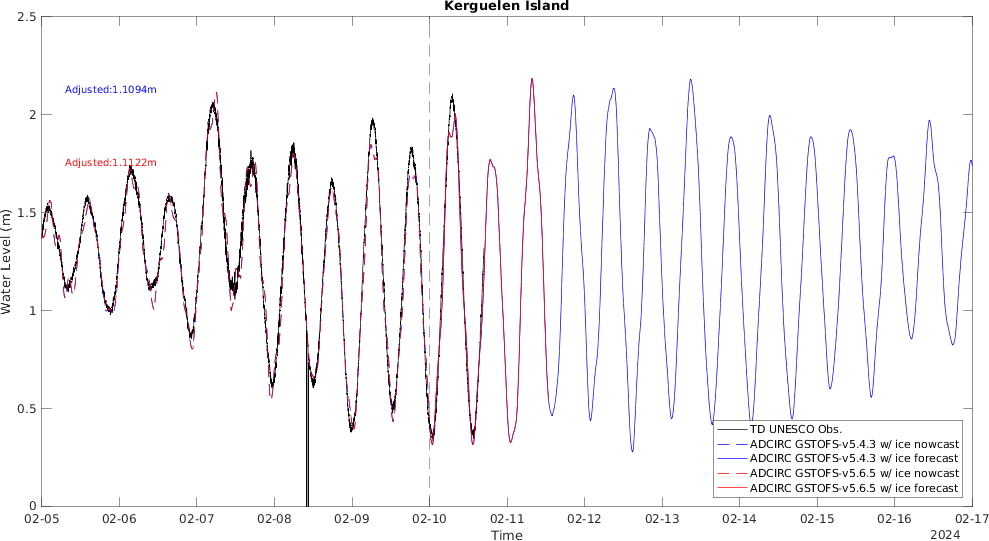 Kerguelen Island
2.5
2
1.5
1
0.5
0
Water Level (m)
Adjusted:1.1094m
Adjusted:1.1122m
TD UNESCO Obs.
ADCIRC GSTOFS-v5.4.3 w/ ice nowcast
ADCIRC GSTOFS-v5.4.3 w/ ice forecast
ADCIRC GSTOFS-v5.6.5 w/ ice nowcast
ADCIRC GSTOFS-v5.6.5 w/ ice forecast
02-05 02-06 02-07 02-08 02-09 02-10 02-11 02-12 02-13 02-14 02-15 02-16 02-17
Time
2024